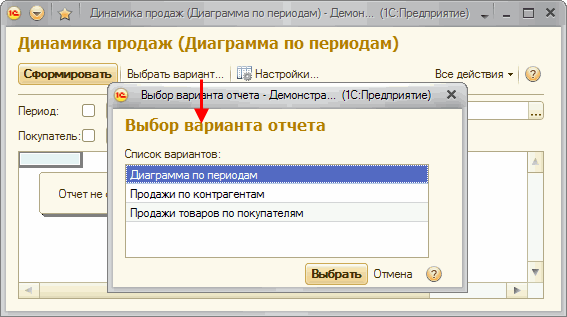 Динамика продаж (Диаграмма по периодам) - Демон... (1С:Предприятие)
Динамика продаж (Диаграмма по периодам)
Сформировать Выбрать вариант... Настройки... Все действия ?
Период:
Покупатель:
Отчет не
Выбор варианта отчета - Демонстра... (1С:Предприятие)
Выбор варианта отчета
Список вариантов:
Диаграмма по периодам
Продажи по контрагентам
Продажи товаров по покупателям
Выбрать Отмена ?